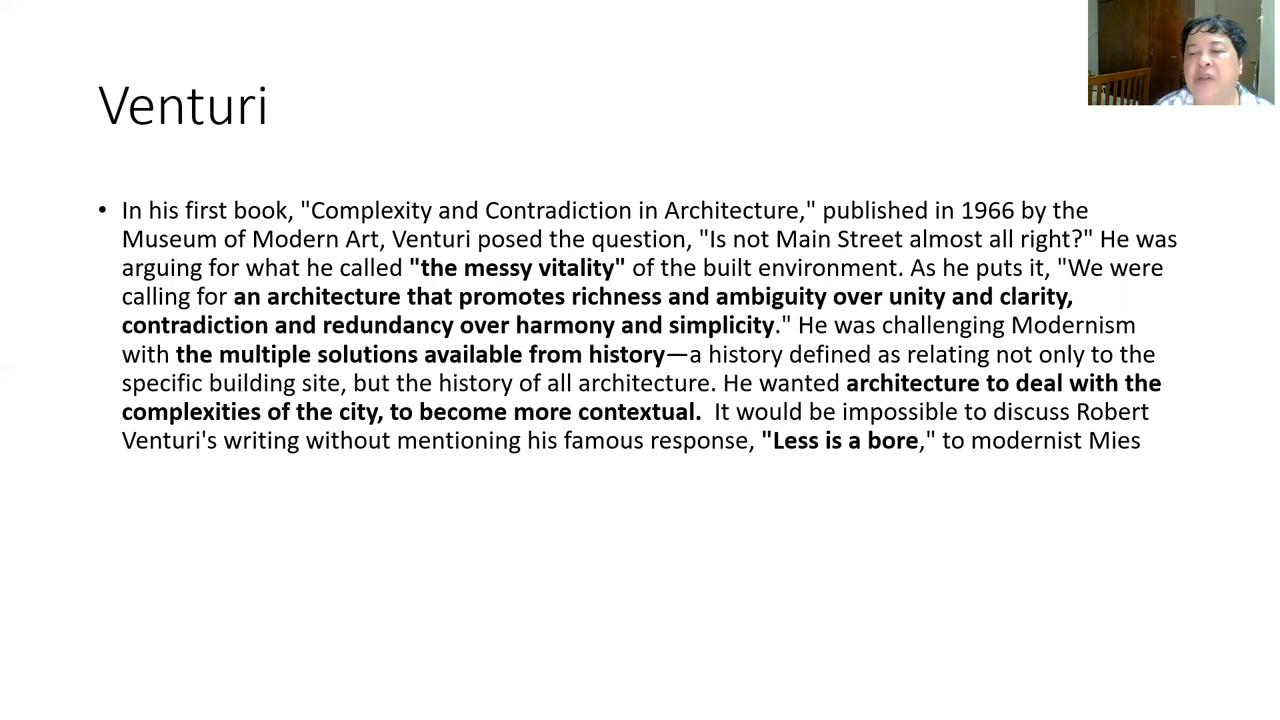 Venturi
• In his first book, "Complexity and Contradiction in Architecture," published in 1966 by the
Museum of Modern Art, Venturi posed the question, "Is not Main Street almost all right?" He was
arguing for what he called "the messy vitality" of the built environment. As he puts it, "We were
calling for an architecture that promotes richness and ambiguity over unity and clarity,
contradiction and redundancy over harmony and simplicity." He was challenging Modernism
with the multiple solutions available from history—a history defined as relating not only to the
specific building site, but the history of all architecture. He wanted architecture to deal with the
complexities of the city, to become more contextual.  It would be impossible to discuss Robert
Venturi's writing without mentioning his famous response, "Less is a bore," to modernist Mies